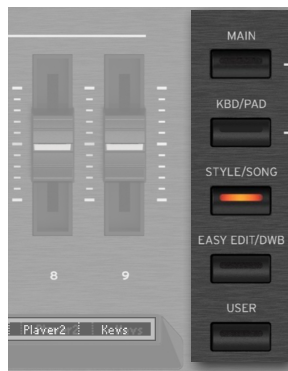 MAIN
KBD/PAD
STYLE/SONG
EASY EDIT/DWB
USER
8 9
Player2 Keys